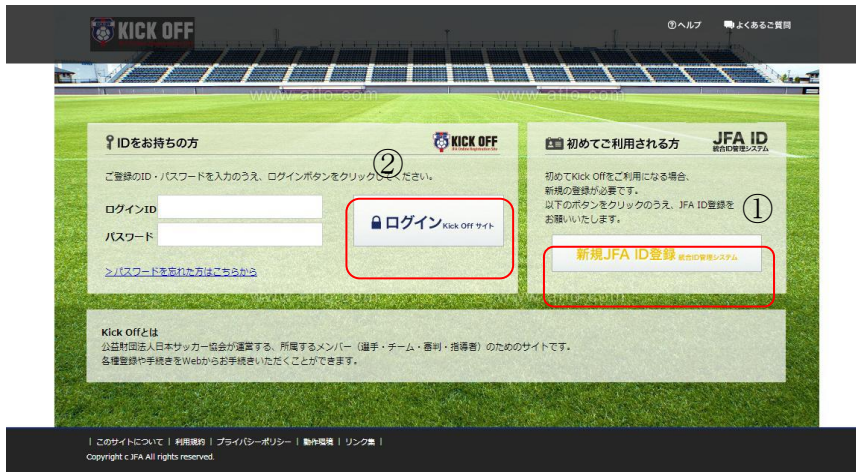 KICK OFF
?ヘルプ よくあるご質問
www.aflo.com
www.aflo.com
IDをお持ちの方
KICK OFF
JFA Online Registration Site
②
ご登録のID・パスワードを入力のうえ、ログインボタンをクリックしてください。
ログインID
パスワード
ログイン Kick Off サイト
>パスワードを忘れた方はこちらから
初めてご利用される方
JFA ID
統合ID管理システム
初めてKick Offをご利用になる場合、
新規の登録が必要です。
以下のボタンをクリックのうえ、JFA ID登録を
お願いいたします。
①
新規JFA ID登録 統合ID管理システム
www.aflo.com
www.aflo.com
Kick Offとは
公益財団法人日本サッカー協会が運営する、所属するメンバー（選手・チーム・審判・指導者）のためのサイトです。
各種登録や手続きをWebからお手続きいただくことができます。
| このサイトについて | 利用規約 | プライバシーポリシー | 動作環境 | リンク集 |
Copyright c JFA All rights reserved.